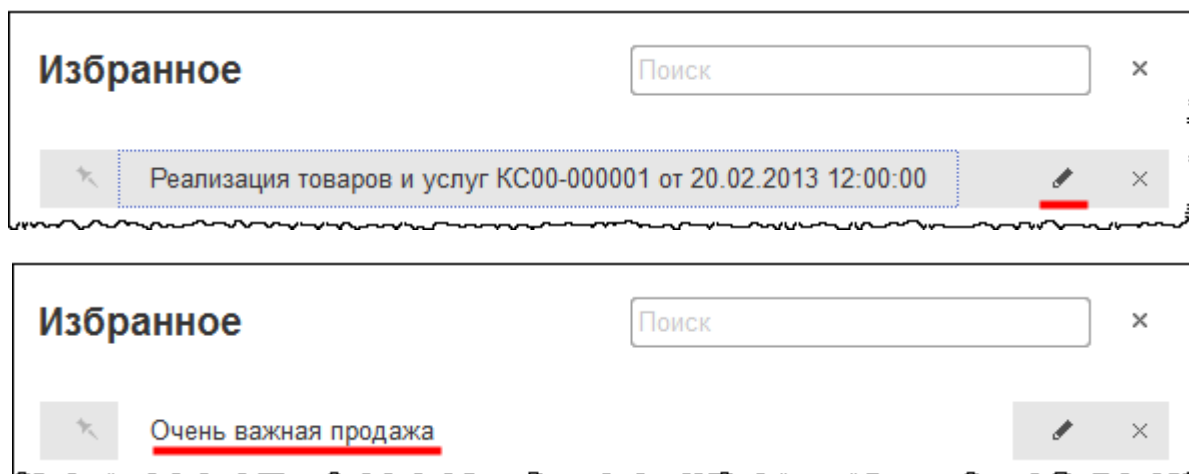 Избранное
Поиск
Реализация товаров и услуг КС00-000001 от 20.02.2013 12:00:00
Избранное
Поиск
Очень важная продажа